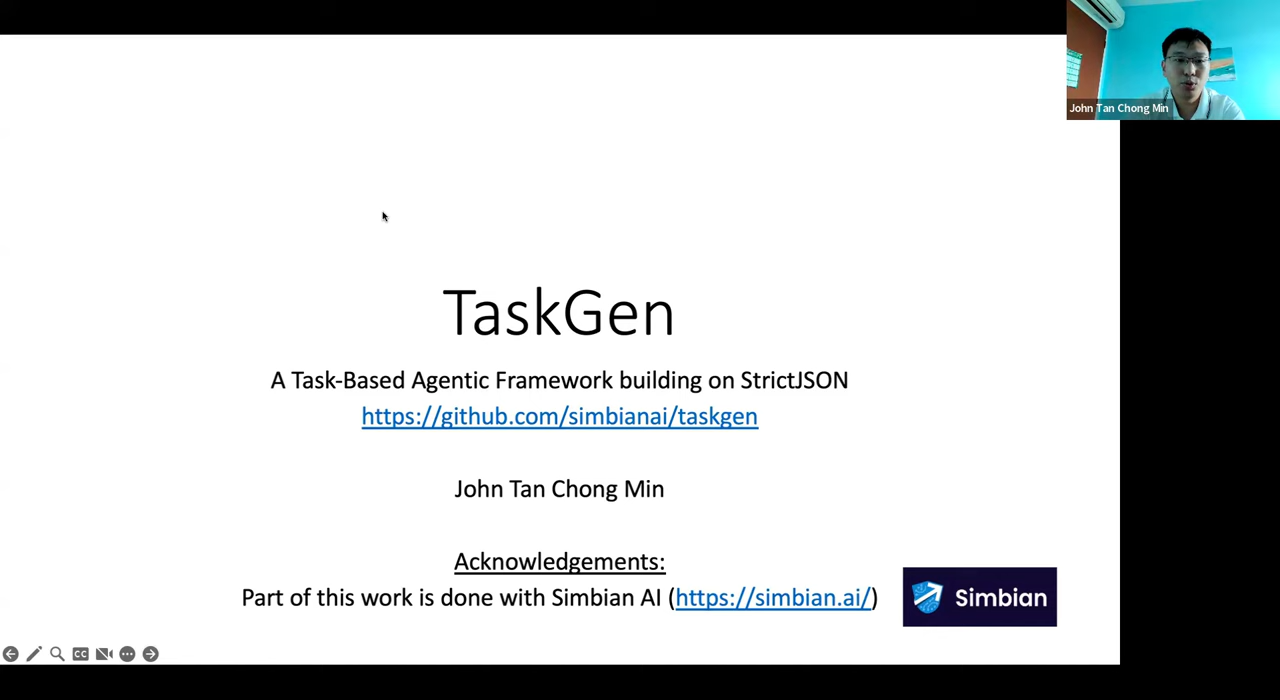 John Tan Chong Min
TaskGen
A Task-Based Agentic Framework building on StrictJSON
https://github.com/simbianai/taskgen
John Tan Chong Min
Acknowledgements:
Part of this work is done with Simbian AI (https://simbian.ai/)
Simbian
CC